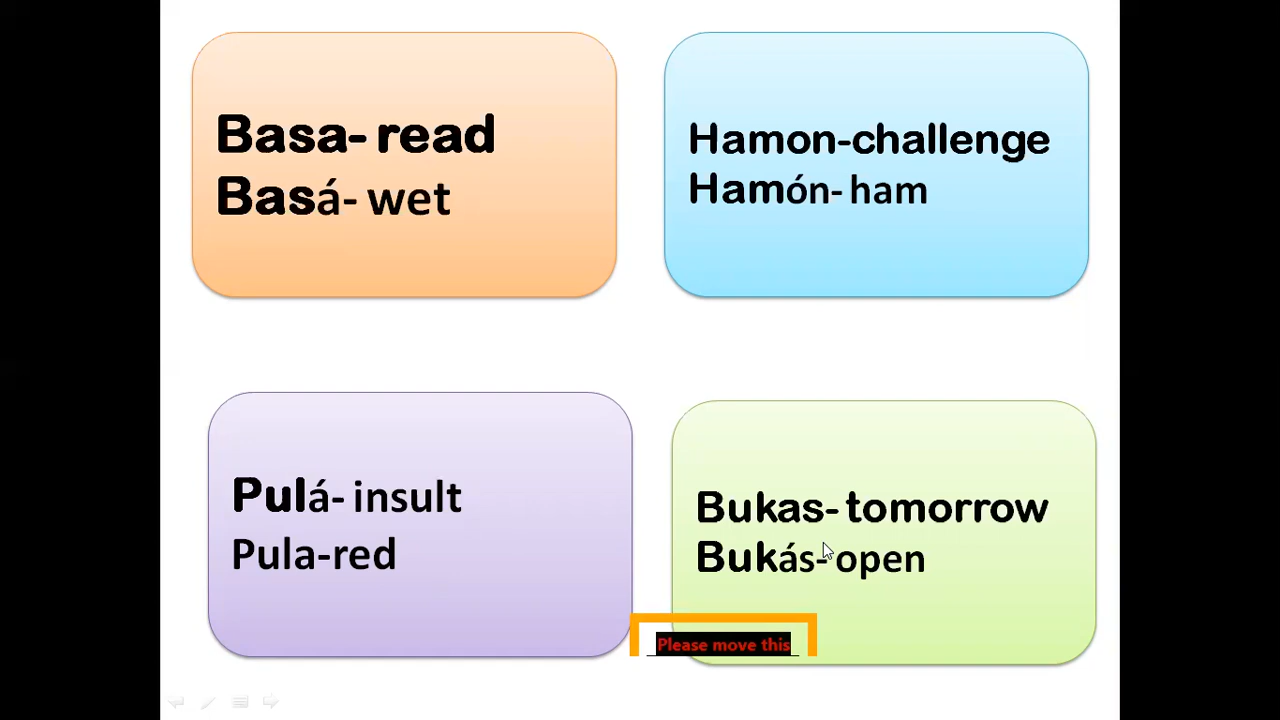 Basa- read
Basá- wet
Hamon-challenge
Hamón- ham
Pulá- insult
Pula-red
Bukas- tomorrow
Bukás- open
Please move this